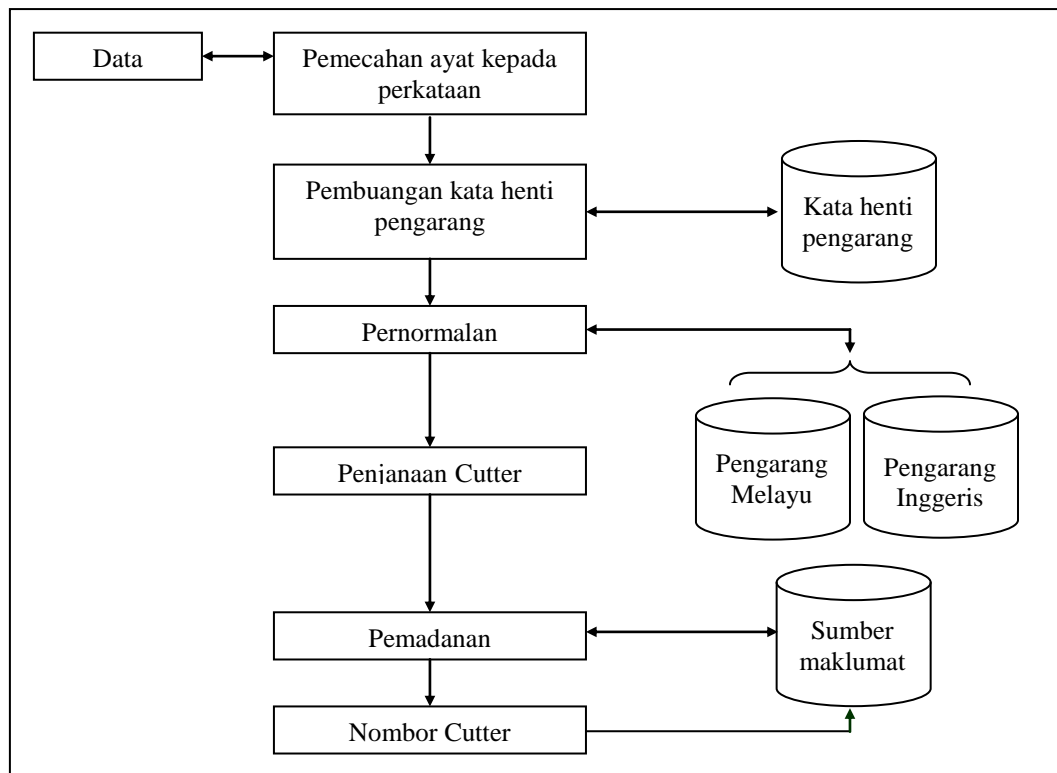 Data
Pemecahan ayat kepada
perkataan
Pembuangan kata henti
pengarang
Kata henti
pengarang
Pernormalan
Pengarang
Melayu
Pengarang
Inggeris
Penjanaan Cutter
Pemadanan
Sumber
maklumat
Nombor Cutter